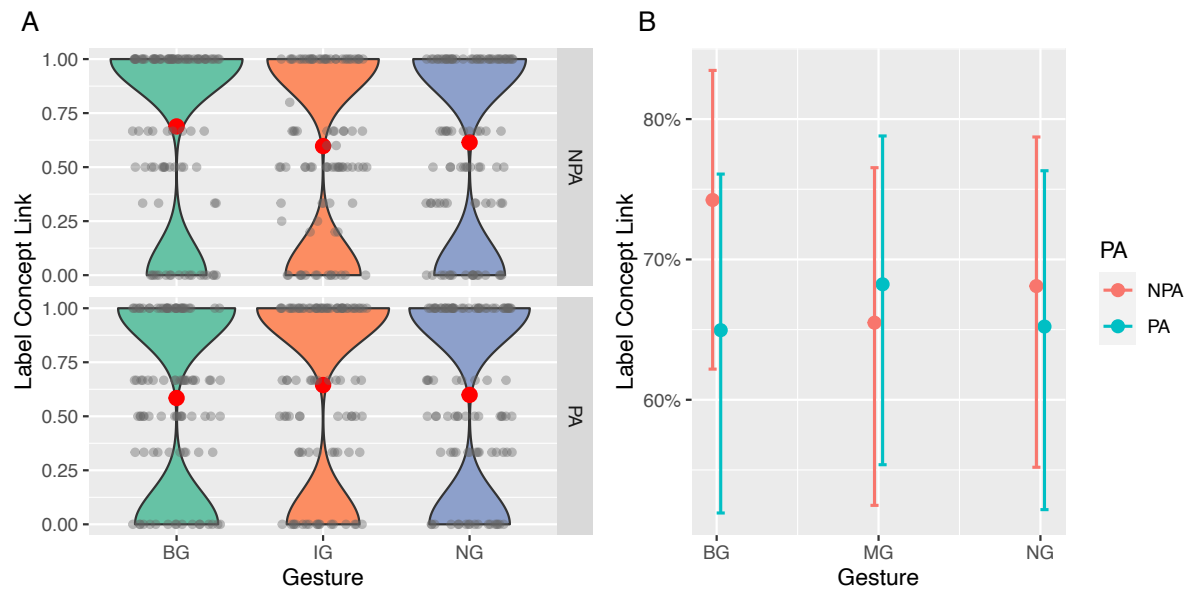 A
Label Concept Link
1.00
0.75
0.50
0.25
0.00
NPA
1.00
0.75
0.50
0.25
0.00
PA
BG IG NG
Gesture
B
Label Concept Link
80%
70%
60%
BG MG NG
Gesture
PA
NPA
PA